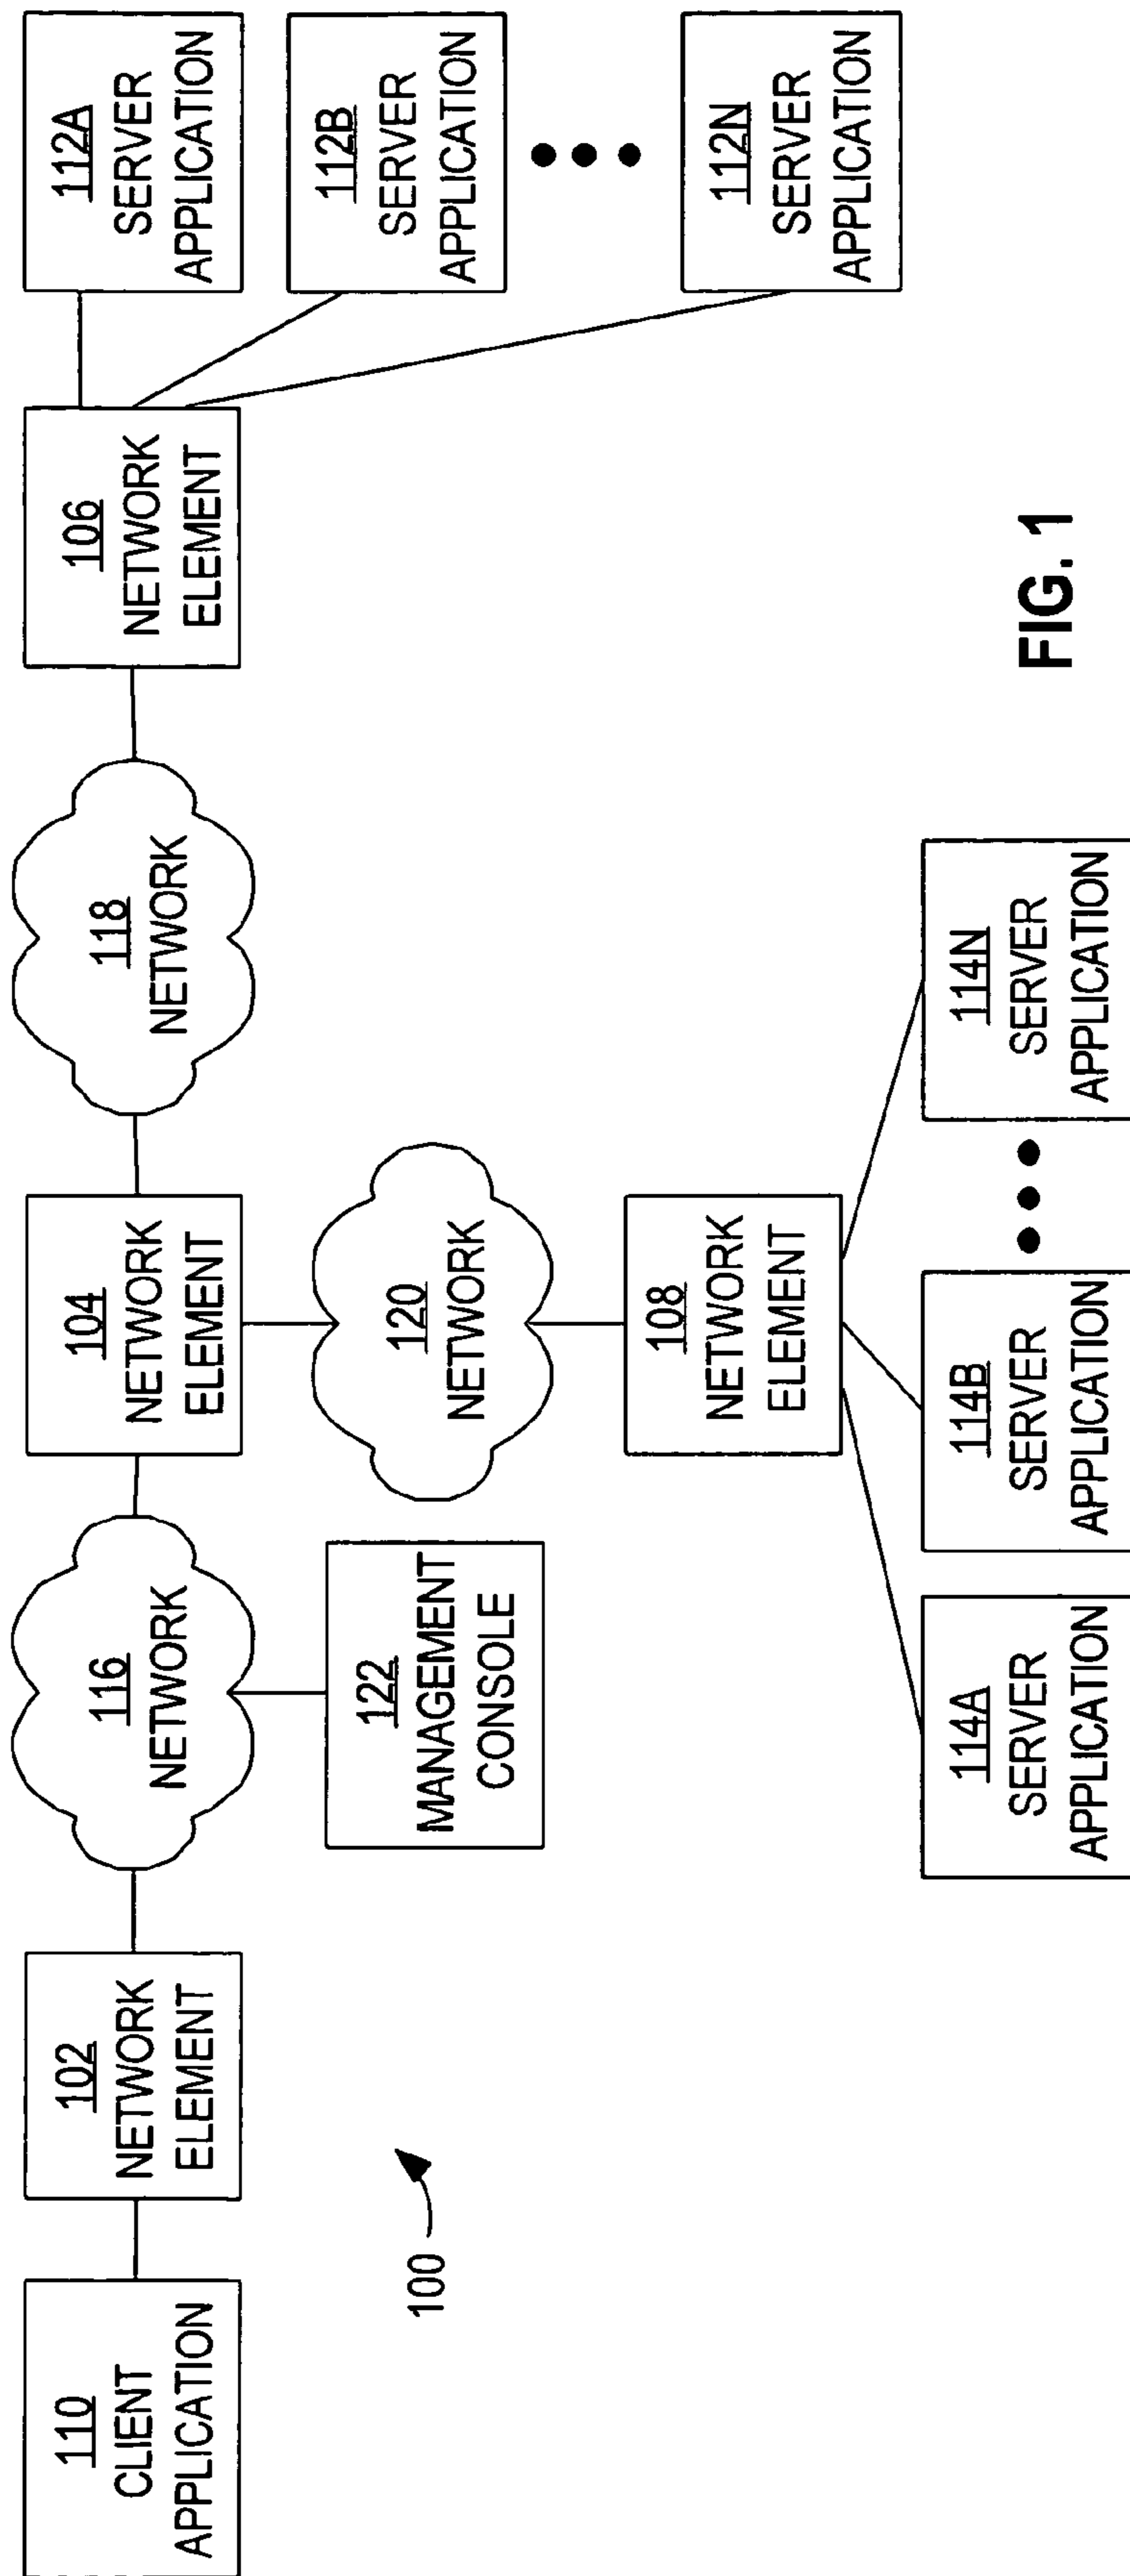 110
CLIENT
APPLICATION
102
NETWORK
ELEMENT
116
NETWORK
104
NETWORK
ELEMENT
118
NETWORK
106
NETWORK
ELEMENT
112A
SERVER
APPLICATION
112B
SERVER
APPLICATION
112N
SERVER
APPLICATION
122
MANAGEMENT
CONSOLE
120
NETWORK
108
NETWORK
ELEMENT
100
114A
SERVER
APPLICATION
114B
SERVER
APPLICATION
114N
SERVER
APPLICATION
FIG. 1